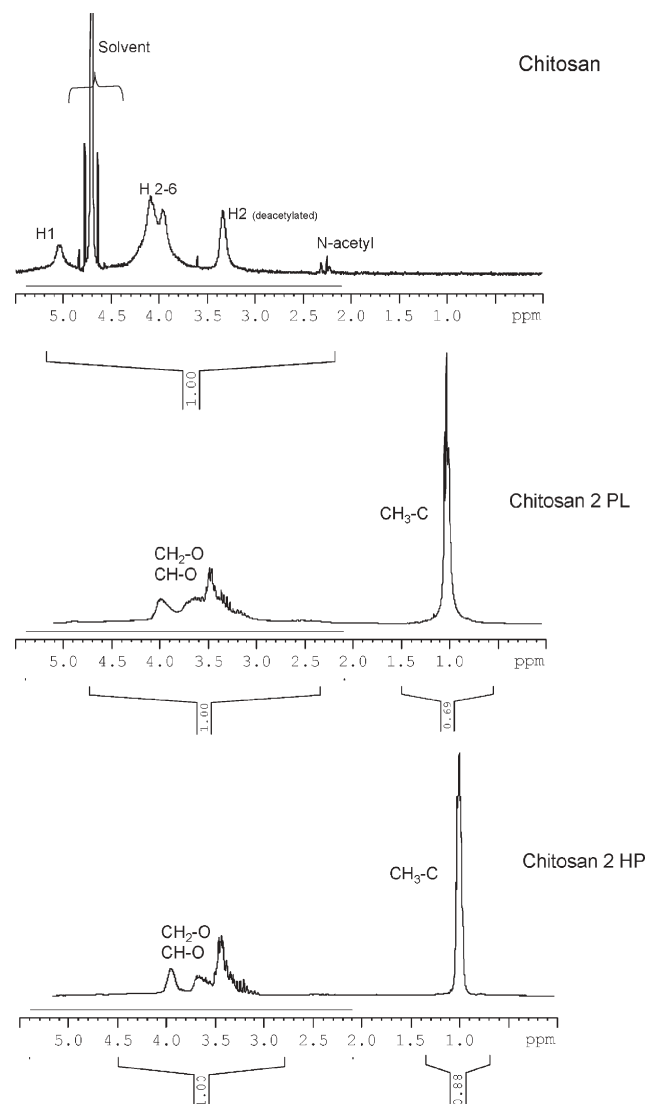 Solvent
Chitosan
H 2-6
H2 (deacetylated)
H1
N-acetyl
5.0 4.5 4.0 3.5 3.0 2.5 2.0 1.5 1.0 ppm
1.00
Chitosan 2 PL
CH3-C
CH2-O
CH-O
5.0 4.5 4.0 3.5 3.0 2.5 2.0 1.5 1.0 ppm
1.00 0.69
Chitosan 2 HP
CH3-C
CH2-O
CH-O
5.0 4.5 4.0 3.5 3.0 2.5 2.0 1.5 1.0 ppm
1.00 0.88